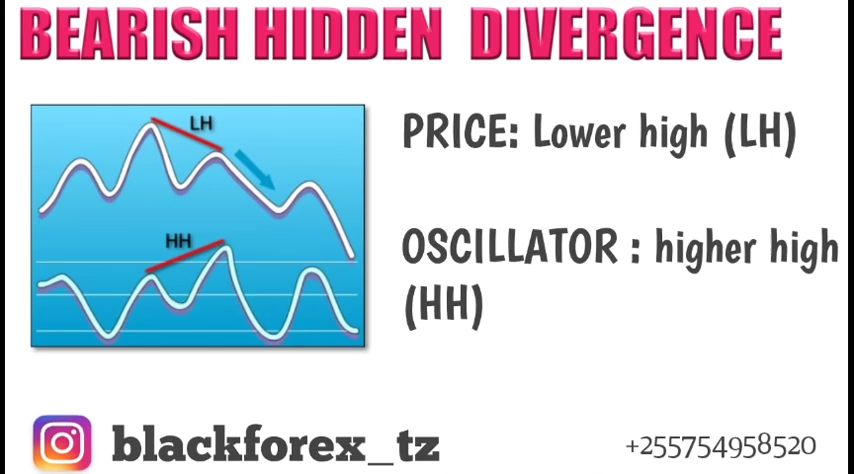 BEARISH HIDDEN DIVERGENCE
LH
HH
PRICE: Lower high (LH)
OSCILLATOR : higher high
(HH)
blackforex_tz
+255754958520